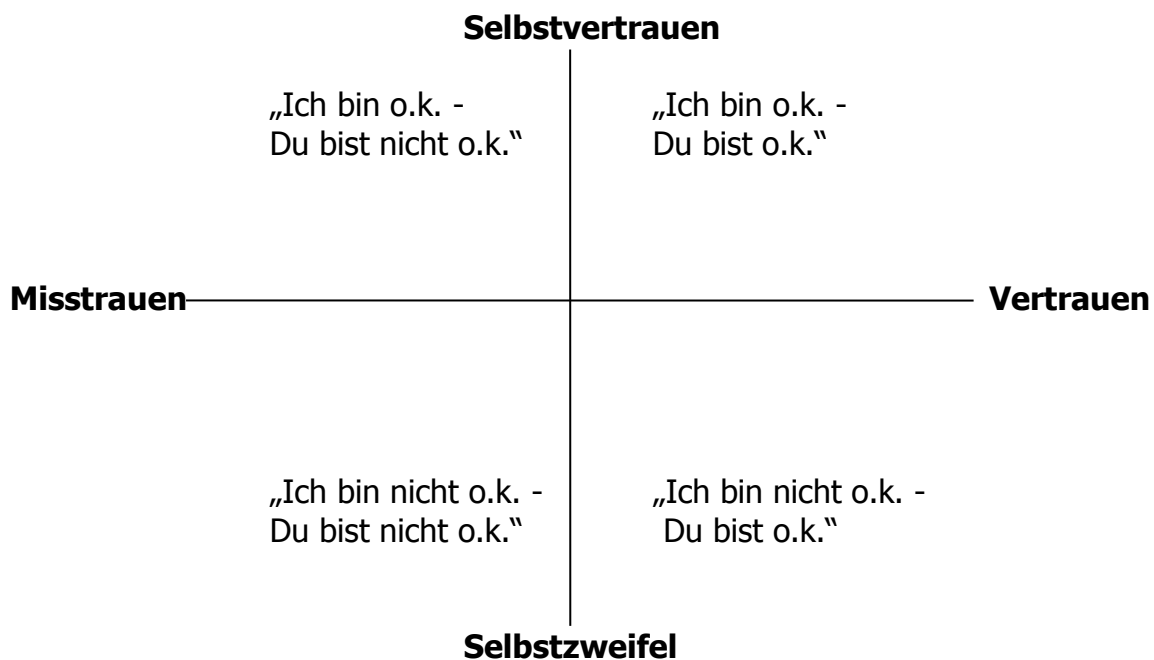 Selbstvertrauen
„Ich bin o.k. -
Du bist nicht o.k.“
„Ich bin o.k. -
Du bist o.k.“
Misstrauen
Vertrauen
„Ich bin nicht o.k. -
Du bist nicht o.k.“
„Ich bin nicht o.k. -
Du bist o.k.“
Selbstzweifel